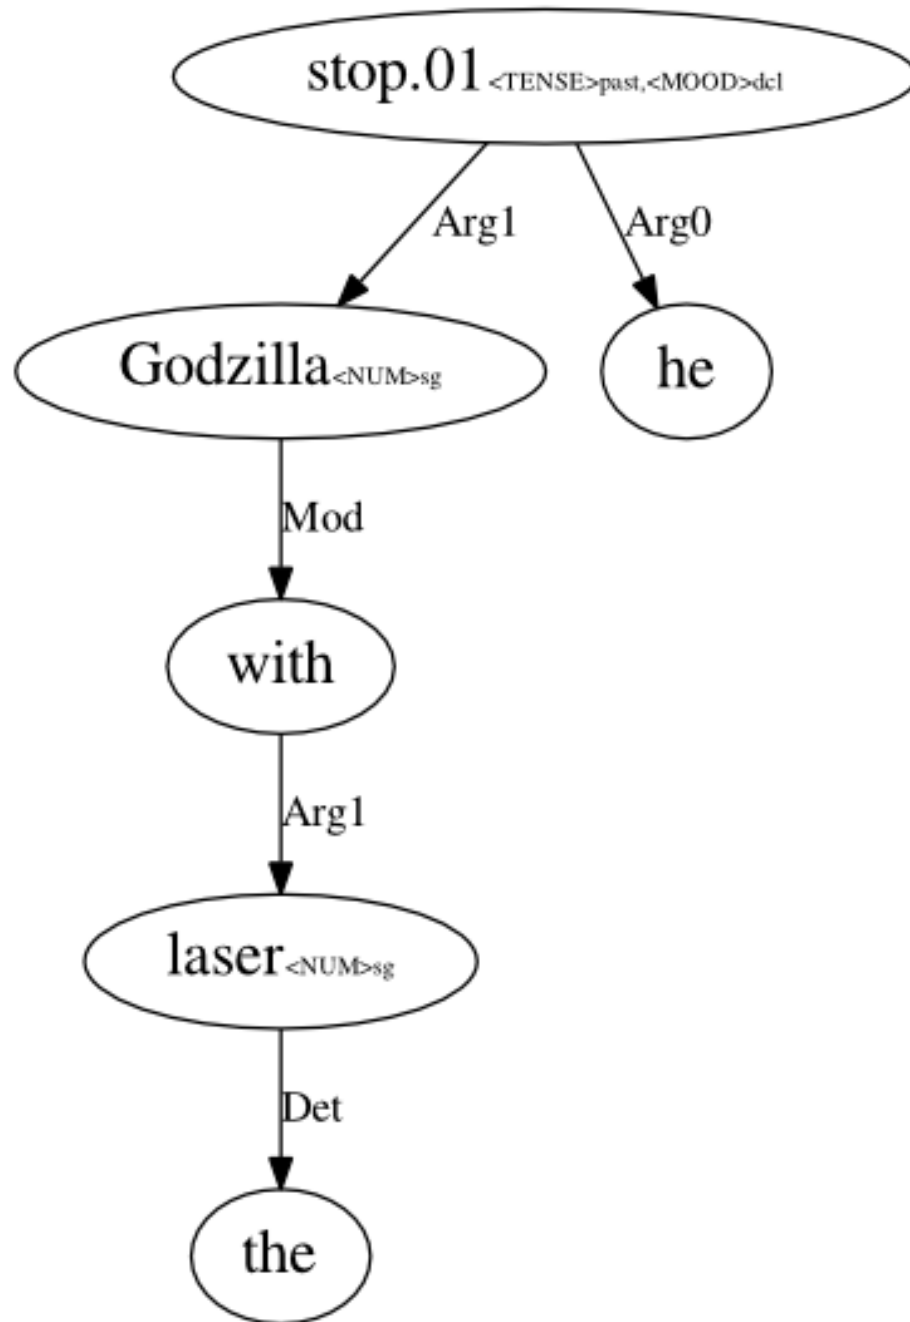 stop.01<TENSE>past,<MOOD>dcl
Arg1 Arg0
Godzilla<NUM>sg he
Mod
with
Arg1
laser<NUM>sg
Det
the